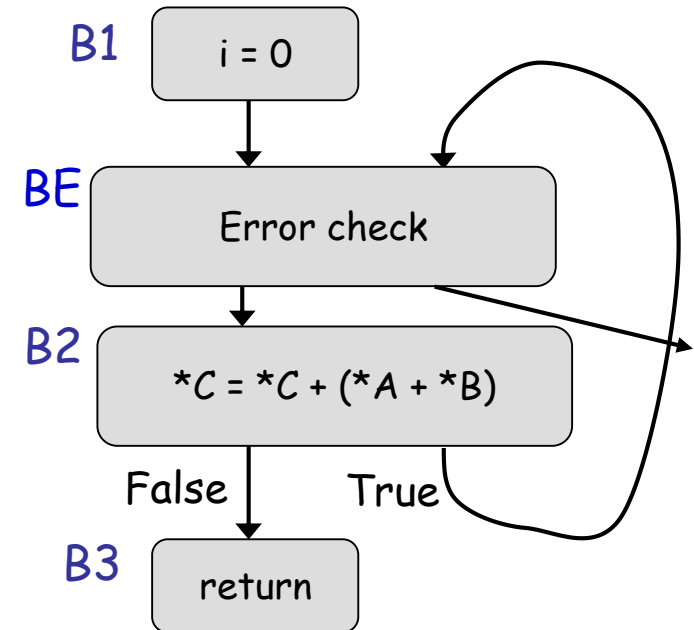 B1
i = 0
BE
Error check
B2
*C = *C + (*A + *B)
False
True
B3
return